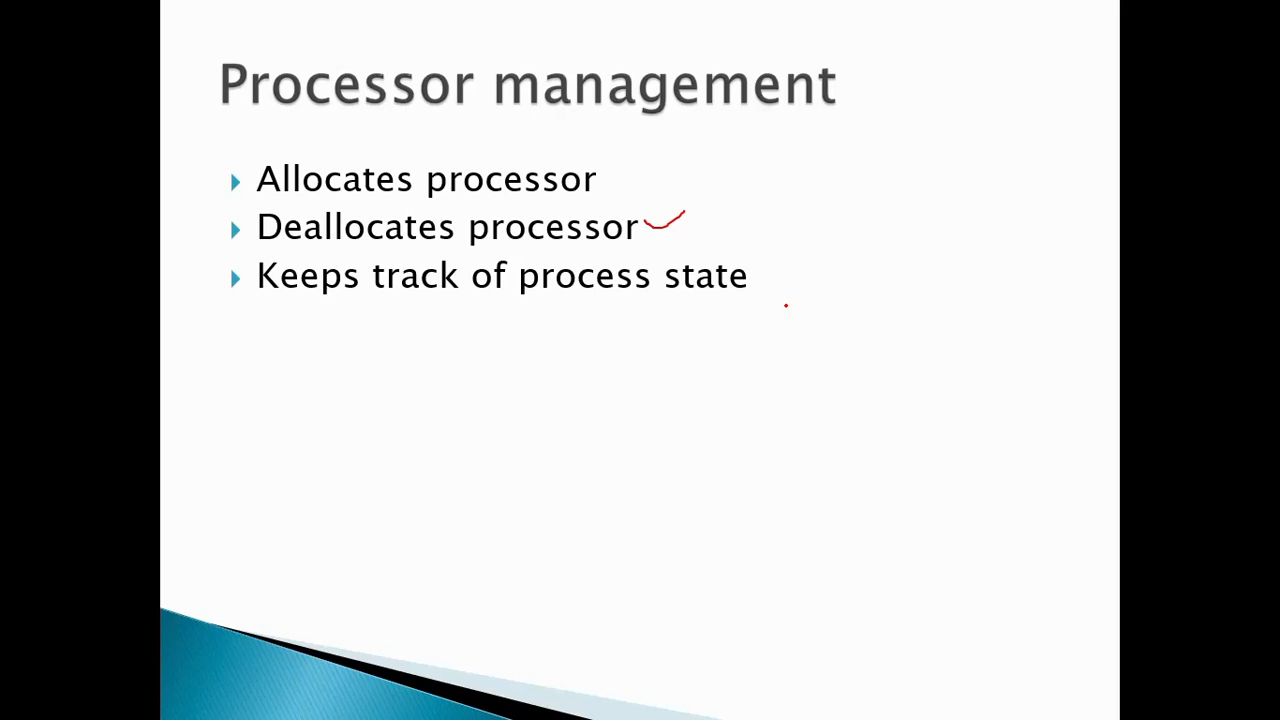 Processor management
Allocates processor
Deallocates processor
Keeps track of process state